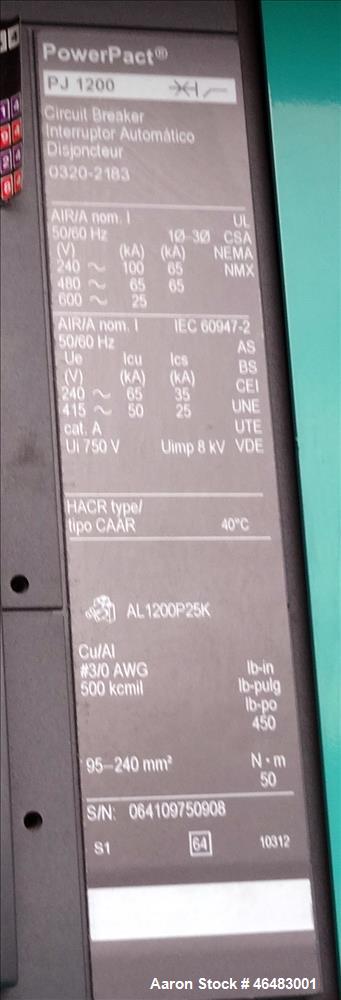 PowerPact®
PJ 1200
Circuit Breaker
Interruptor Automático
Disjoncteur
0320-2183
AIR/A nom. I UL
50/60 Hz 1Ø-3Ø CSA
(V) (kA) (kA) NEMA
240 ~ 100 65 NMX
480 ~ 65 65
600 ~ 25
AIR/A nom. I IEC 60947-2
50/60 Hz AS
Ue Icu Ics BS
(V) (kA) (kA) CEI
240 ~ 65 35 UNE
415 ~ 50 25 UTE
cat. A
Ui 750 V Uimp 8 kV VDE
HACR type/
tipo CAAR 40°C
AL1200P25K
Cu/Al
#3/0 AWG lb-in
500 kcmil lb-pulg
lb-po
450
95-240 mm² N·m
50
S/N: 064109750908
S1 64 10312
Aaron Stock # 46483001